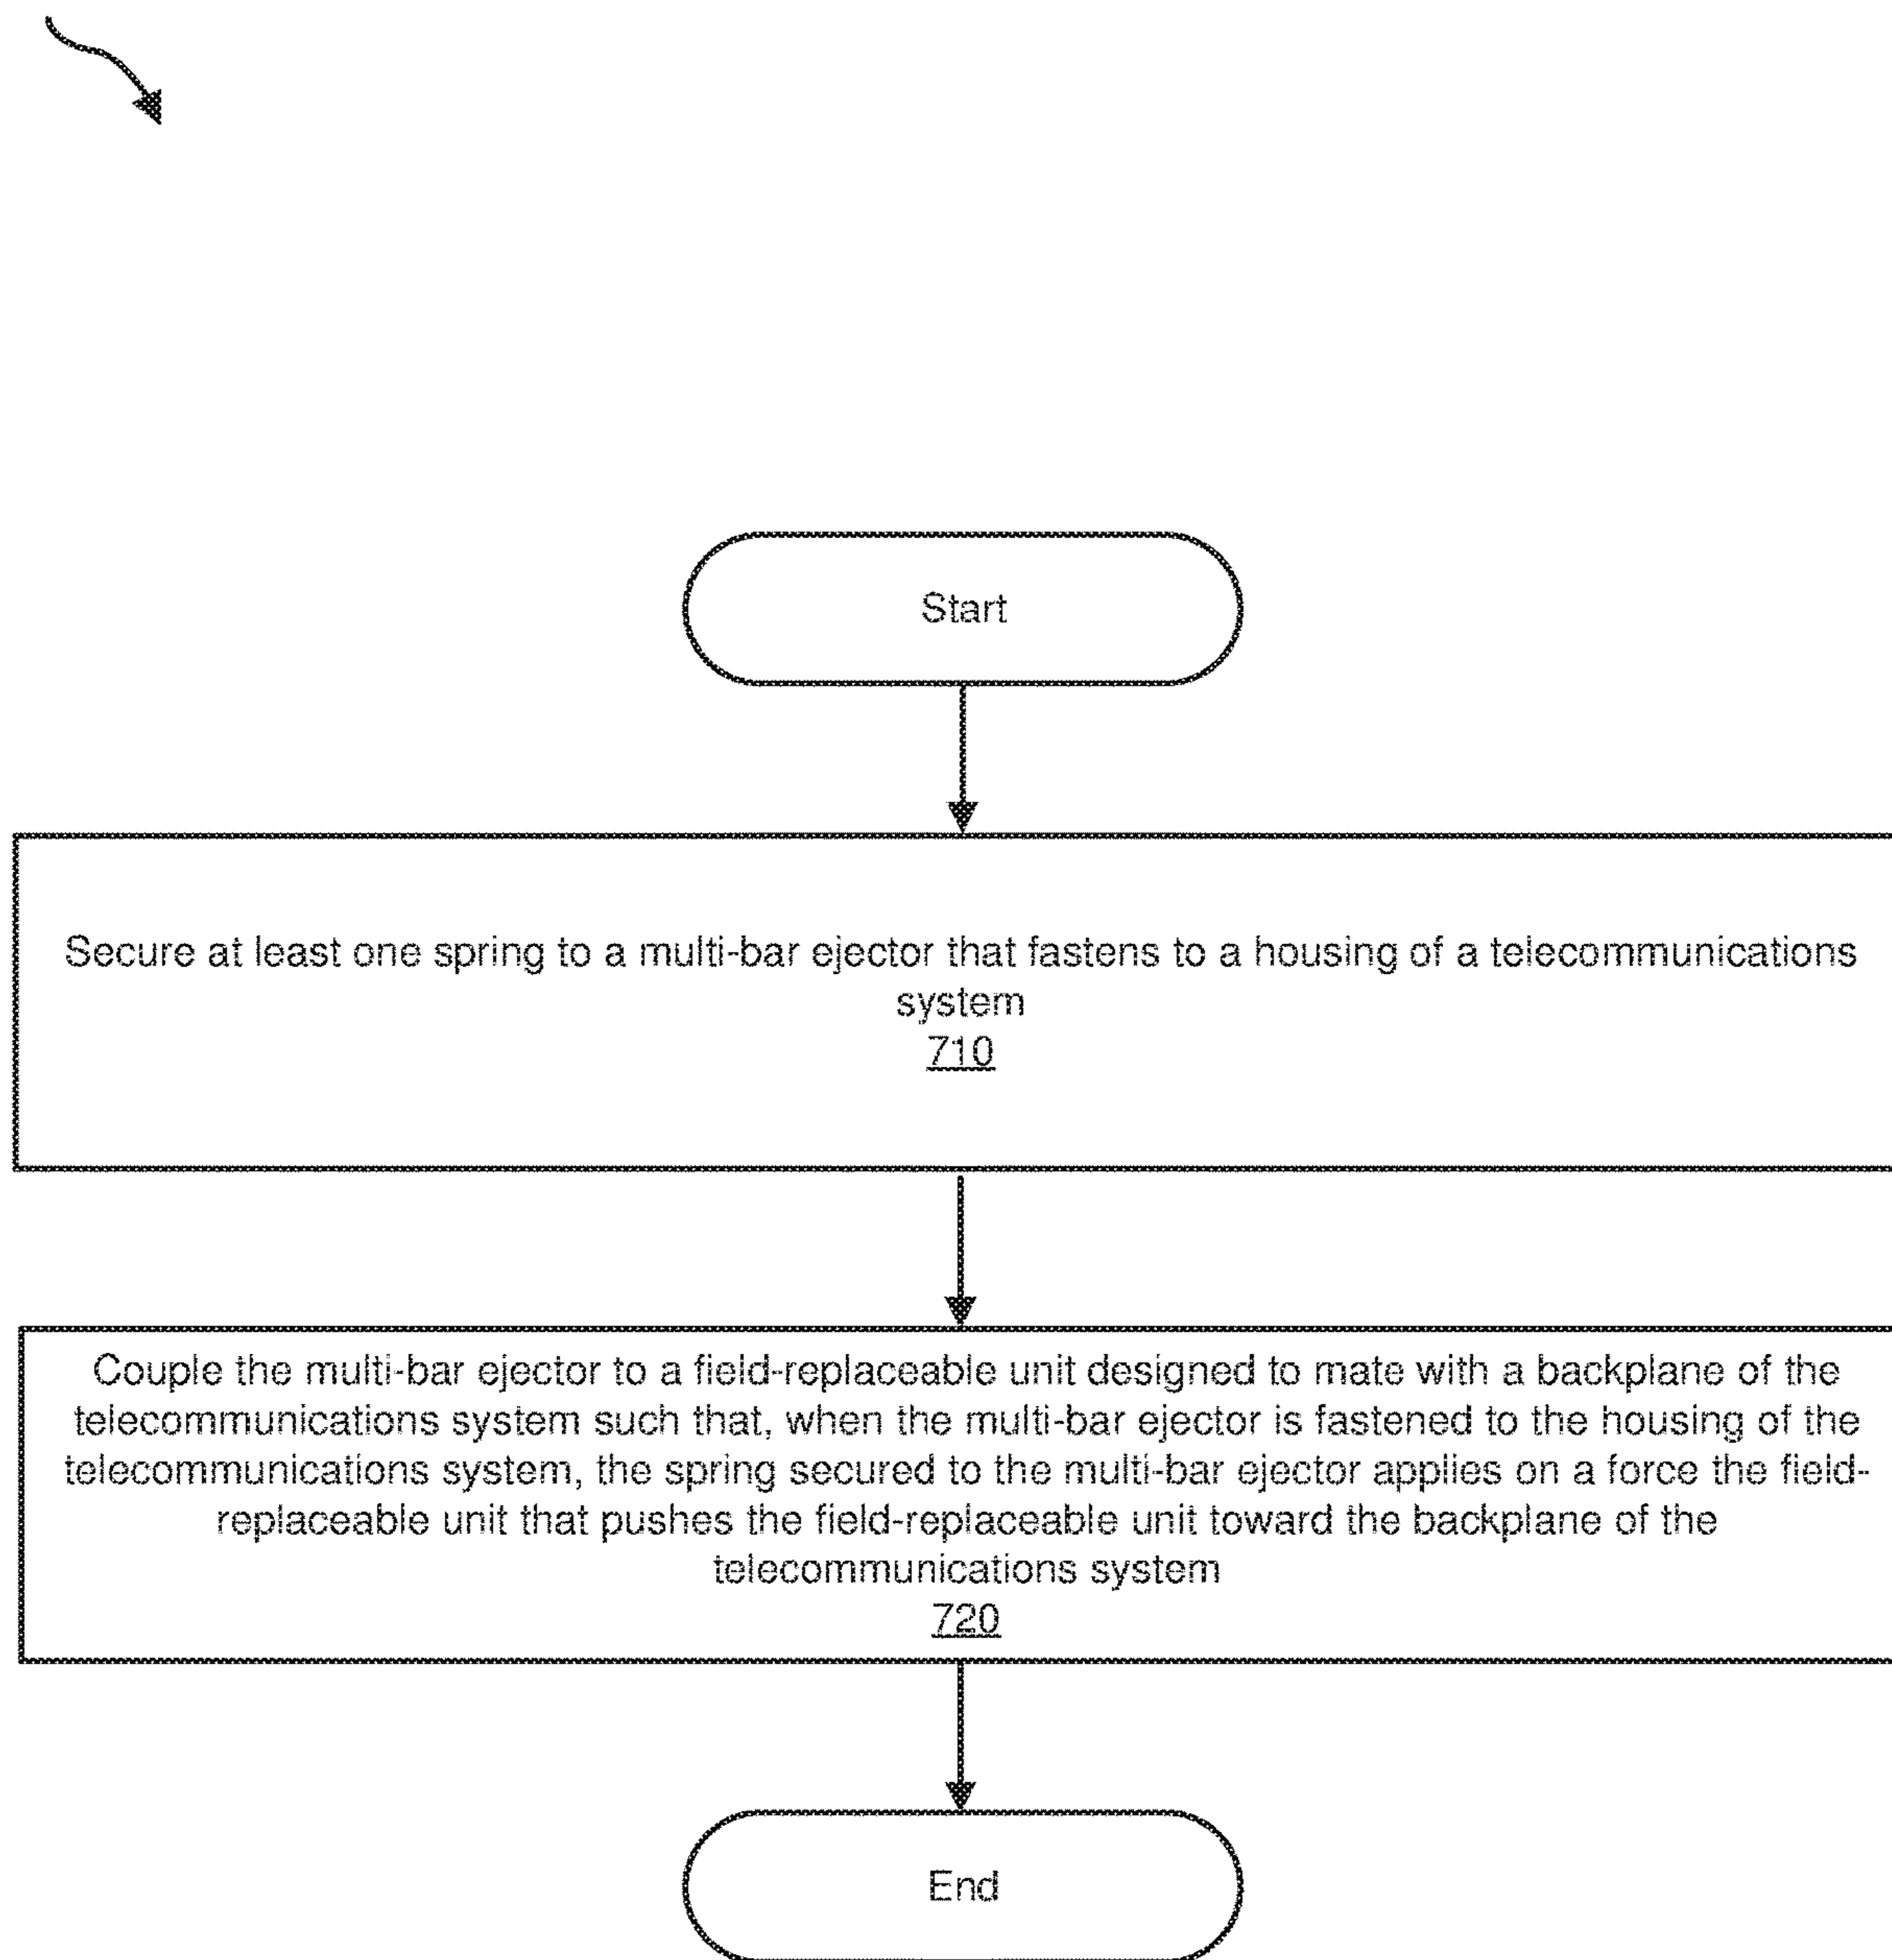 Start
Secure at least one spring to a multi-bar ejector that fastens to a housing of a telecommunications
system
710
Couple the multi-bar ejector to a field-replaceable unit designed to mate with a backplane of the
telecommunications system such that, when the multi-bar ejector is fastened to the housing of the
telecommunications system, the spring secured to the multi-bar ejector applies on a force the field-
replaceable unit that pushes the field-replaceable unit toward the backplane of the
telecommunications system
720
End